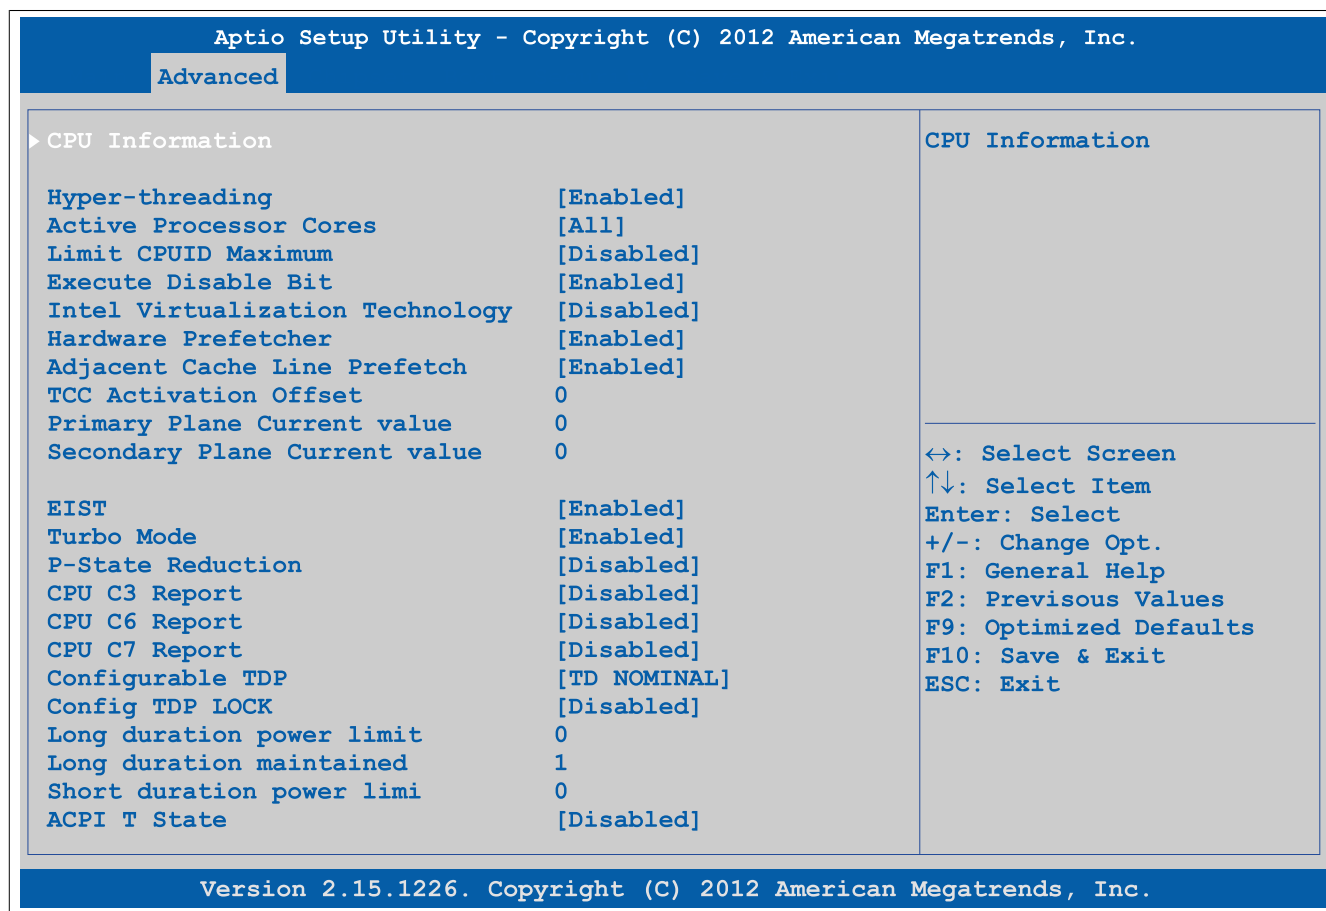 Aptio Setup Utility - Copyright (C) 2012 American Megatrends, Inc.
Advanced
CPU Information
Hyper-threading [Enabled]
Active Processor Cores [All]
Limit CPUID Maximum [Disabled]
Execute Disable Bit [Enabled]
Intel Virtualization Technology [Disabled]
Hardware Prefetcher [Enabled]
Adjacent Cache Line Prefetch [Enabled]
TCC Activation Offset 0
Primary Plane Current value 0
Secondary Plane Current value 0
EIST [Enabled]
Turbo Mode [Enabled]
P-State Reduction [Disabled]
CPU C3 Report [Disabled]
CPU C6 Report [Disabled]
CPU C7 Report [Disabled]
Configurable TDP [TD NOMINAL]
Config TDP LOCK [Disabled]
Long duration power limit 0
Long duration maintained 1
Short duration power limi 0
ACPI T State [Disabled]
CPU Information
↔: Select Screen
↑↓: Select Item
Enter: Select
+/-: Change Opt.
F1: General Help
F2: Previsous Values
F9: Optimized Defaults
F10: Save & Exit
ESC: Exit
Version 2.15.1226. Copyright (C) 2012 American Megatrends, Inc.